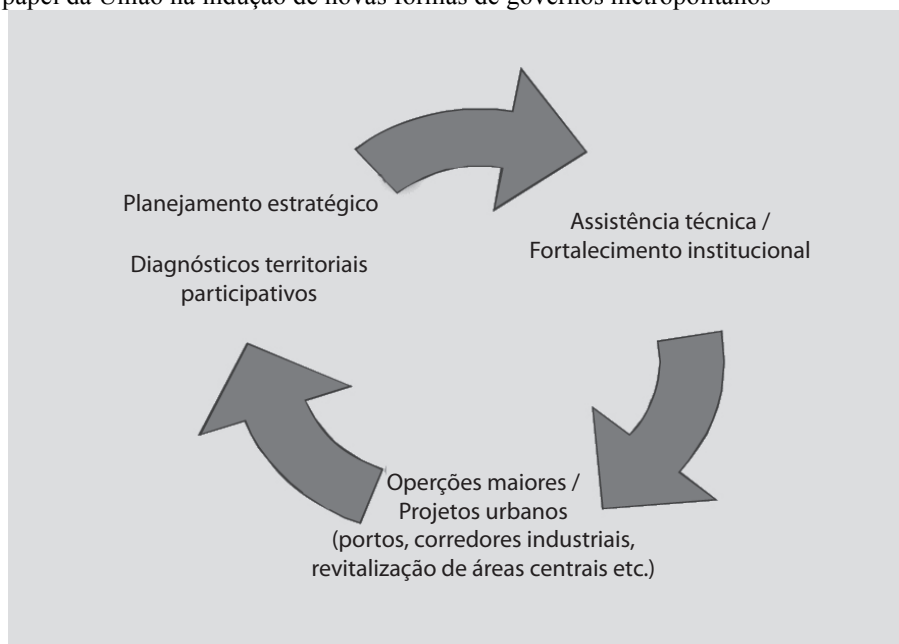 papel da União na indução de novas formas de governos metropolitanos
Planejamento estratégico
Diagnósticos territoriais
participativos
Assistência técnica /
Fortalecimento institucional
Operções maiores /
Projetos urbanos
(portos, corredores industriais,
revitalização de áreas centrais etc.)